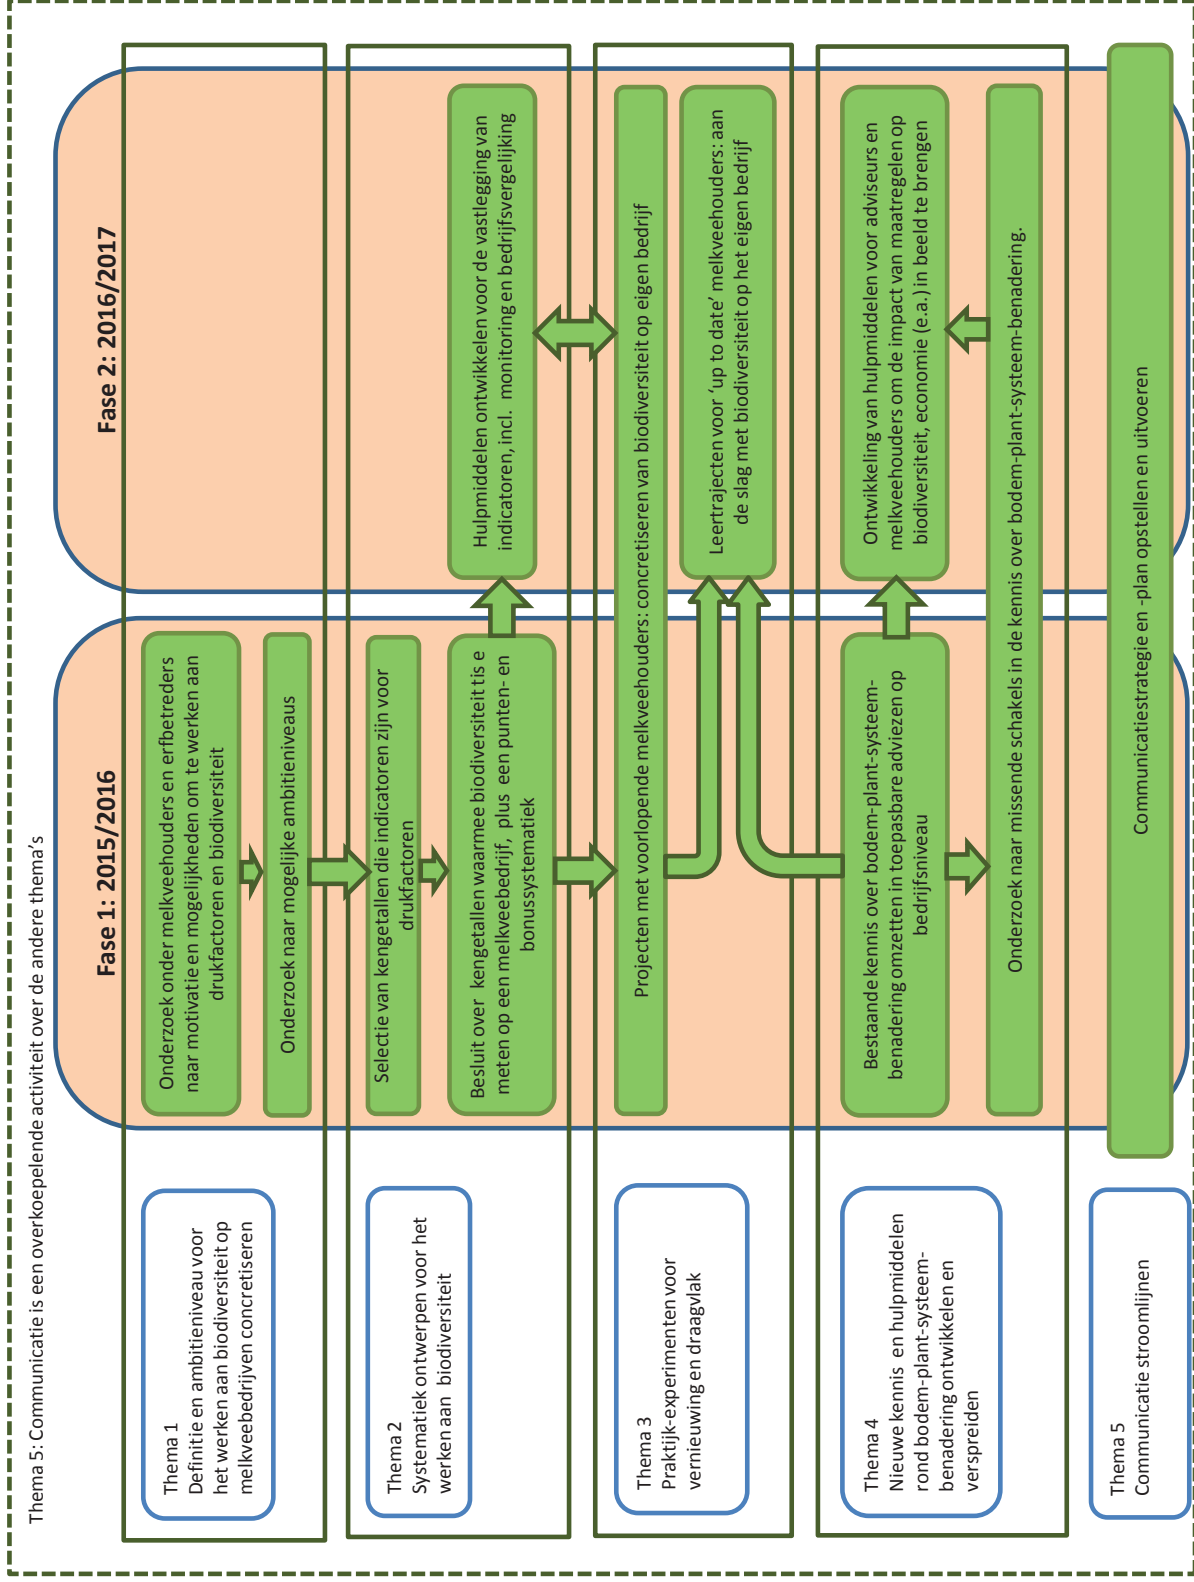 Thema 5: Communicatie is een overkoepelende activiteit over de andere thema's
Fase 1: 2015/2016
Fase 2: 2016/2017
Thema 1
Definitie en ambitieniveau voor
het werken aan biodiversiteit op
melkveebedrijven concretiseren
Onderzoek onder melkveehouders en erfbetreders
naar motivatie en mogelijkheden om te werken aan
drukfactoren en biodiversiteit
Onderzoek naar mogelijke ambitieniveaus
Thema 2
Systematiek ontwerpen voor het
werken aan biodiversiteit
Selectie van kengetallen die indicatoren zijn voor
drukfactoren
Besluit over kengetallen waarmee biodiversiteit tis e
meten op een melkveebedrijf, plus een punten- en
bonussystematiek
Hulpmiddelen ontwikkelen voor de vastlegging van
indicatoren, incl. monitoring en bedrijfsvergelijking
Thema 3
Praktijk-experimenten voor
vernieuwing en draagvlak
Projecten met voorlopende melkveehouders: concretiseren van biodiversiteit op eigen bedrijf
Leertrajecten voor 'up to date' melkveehouders: aan
de slag met biodiversiteit op het eigen bedrijf
Thema 4
Nieuwe kennis en hulpmiddelen
rond bodem-plant-systeem-
benadering ontwikkelen en
verspreiden
Bestaande kennis over bodem-plant-systeem-
benadering omzetten in toepasbare adviezen op
bedrijfsniveau
Ontwikkeling van hulpmiddelen voor adviseurs en
melkveehouders om de impact van maatregelen op
biodiversiteit, economie (e.a.) in beeld te brengen
Onderzoek naar missende schakels in de kennis over bodem-plant-systeem-benadering.
Thema 5
Communicatie stroomlijnen
Communicatiestrategie en -plan opstellen en uitvoeren